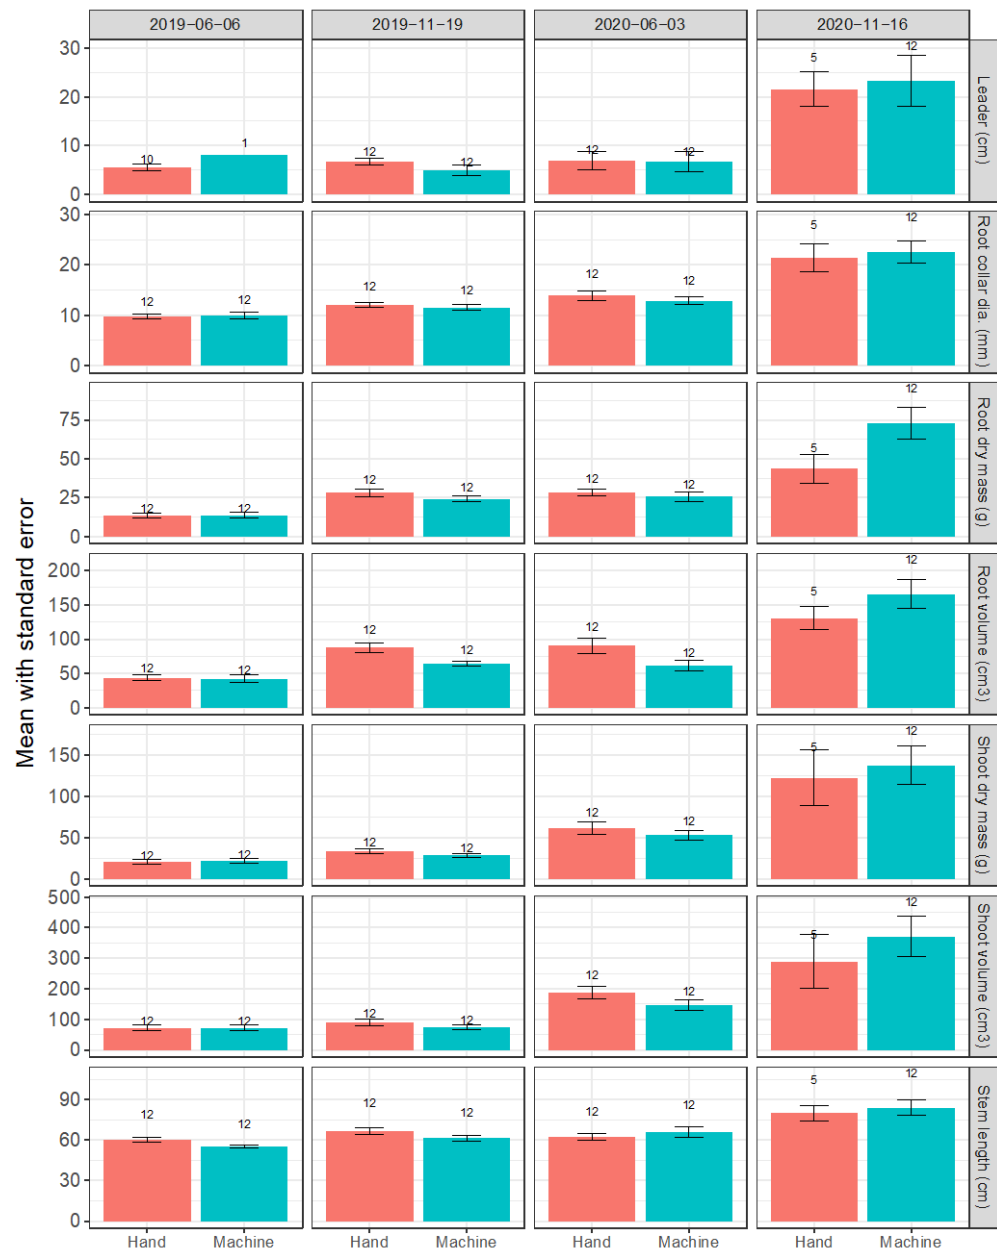 2019-06-06 2019-11-19 2020-06-03 2020-11-16
Mean with standard error
30
20
10
0
10 1 12 12 12 12 5 12
Leader (cm)
30
20
10
0
12 12 12 12 12 12 5 12
Root collar dia. (mm)
75
50
25
0
12 12 12 12 12 12 5 12
Root dry mass (g)
200
150
100
50
0
12 12 12 12 12 12 5 12
Root volume (cm3)
150
100
50
0
12 12 12 12 12 12 5 12
Shoot dry mass (g)
500
400
300
200
100
0
12 12 12 12 12 12 5 12
Shoot volume (cm3)
90
60
30
0
12 12 12 12 12 12 5 12
Stem length (cm)
Hand Machine Hand Machine Hand Machine Hand Machine